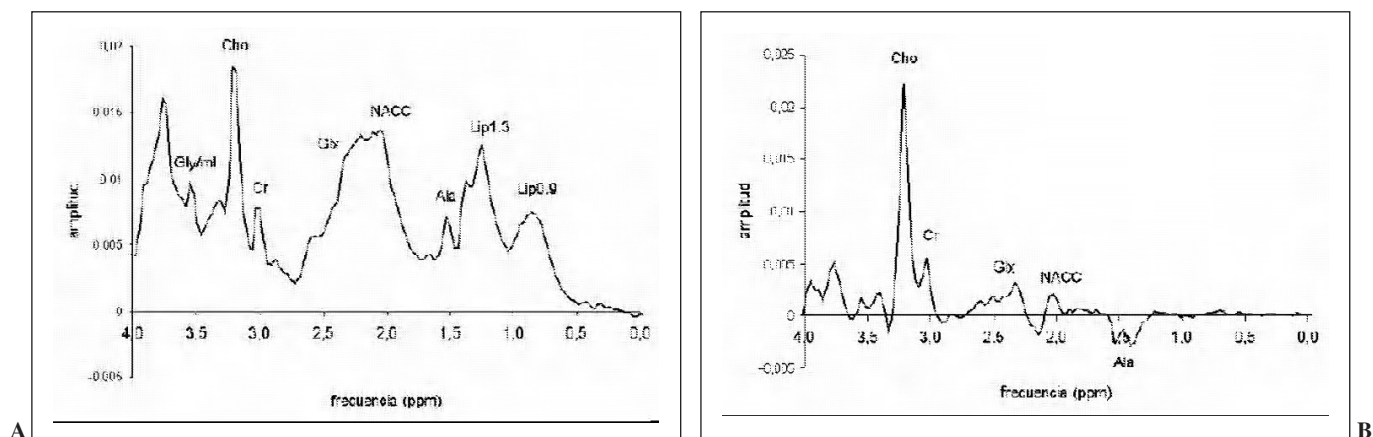 0,02
Cho
0,016
NACC
Glx
Lip1.3
Gly/mI
0,01
Cr
Ala
Lip0.9
amplitud
0,005
0
4,0 3,5 3,0 2,5 2,0 1,5 1,0 0,5 0,0
-0,005
frecuencia (ppm)
A
0,025
Cho
0,02
0,015
amplitud
0,01
Cr
0,005
Glx
NACC
0
4,0 3,5 3,0 2,5 2,0 1,5 1,0 0,5 0,0
Ala
-0,005
frecuencia (ppm)
B